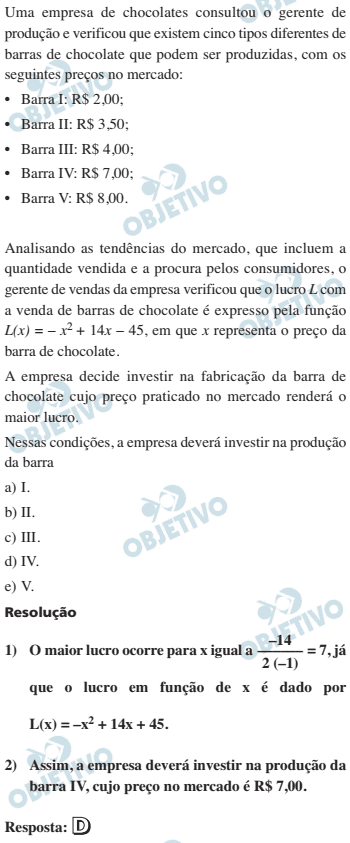 Uma empresa de chocolates consultou o gerente de
produção e verificou que existem cinco tipos diferentes de
barras de chocolate que podem ser produzidas, com os
seguintes preços no mercado:
• Barra I: R$ 2,00;
• Barra II: R$ 3,50;
• Barra III: R$ 4,00;
• Barra IV: R$ 7,00;
• Barra V: R$ 8,00.
Analisando as tendências do mercado, que incluem a
quantidade vendida e a procura pelos consumidores, o
gerente de vendas da empresa verificou que o lucro L com
a venda de barras de chocolate é expresso pela função
L(x) = – x² + 14x – 45, em que x representa o preço da
barra de chocolate.
A empresa decide investir na fabricação da barra de
chocolate cujo preço praticado no mercado renderá o
maior lucro.
Nessas condições, a empresa deverá investir na produção
da barra
a) I.
b) II.
c) III.
d) IV.
e) V.
Resolução
1) O maior lucro ocorre para x igual a –14 / 2 (–1) = 7, já
que o lucro em função de x é dado por
L(x) = –x² + 14x + 45.
2) Assim, a empresa deverá investir na produção da
barra IV, cujo preço no mercado é R$ 7,00.
Resposta: D
OBJETIVO
OBJETIVO
OBJETIVO
OBJETIVO
OBJETIVO
OBJETIVO
OBJETIVO